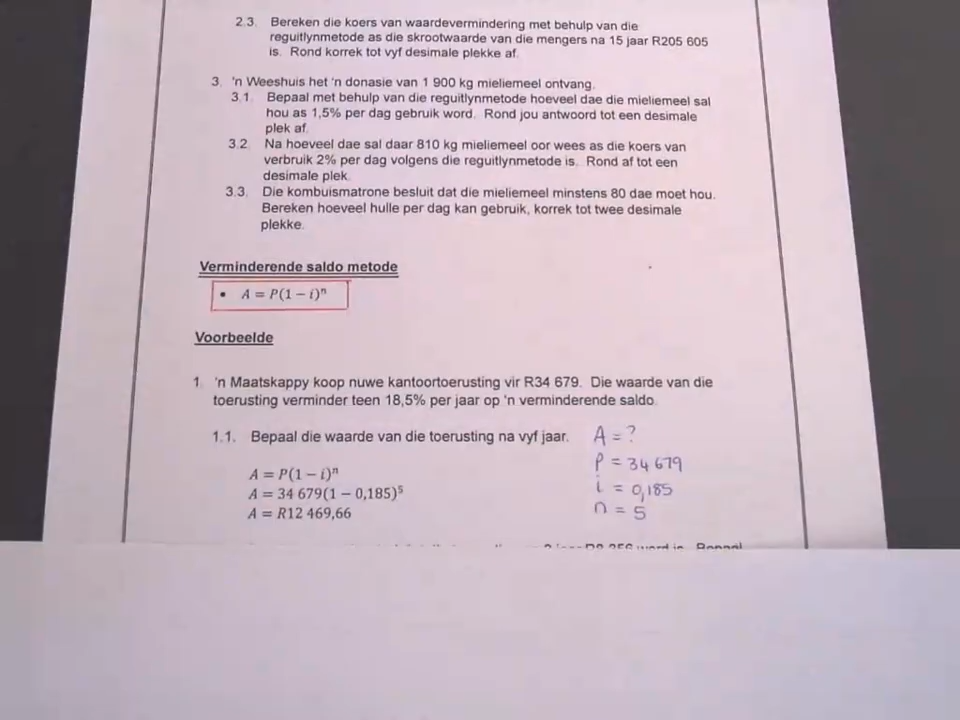 2.3. Bereken die koers van waardevermindering met behulp van die
reguitlynmetode as die skrootwaarde van die mengers na 15 jaar R205 605
is. Rond korrek tot vyf desimale plekke af.
3. 'n Weeshuis het 'n donasie van 1 900 kg mieliemeel ontvang.
3.1. Bepaal met behulp van die reguitlynmetode hoeveel dae die mieliemeel sal
hou as 1,5% per dag gebruik word. Rond jou antwoord tot een desimale
plek af.
3.2. Na hoeveel dae sal daar 810 kg mieliemeel oor wees as die koers van
verbruik 2% per dag volgens die reguitlynmetode is. Rond af tot een
desimale plek.
3.3. Die kombuismatrone besluit dat die mieliemeel minstens 80 dae moet hou.
Bereken hoeveel hulle per dag kan gebruik, korrek tot twee desimale
plekke.
Verminderende saldo metode
• A = P(1 − i)ⁿ
Voorbeelde
1. 'n Maatskappy koop nuwe kantoortoerusting vir R34 679. Die waarde van die
toerusting verminder teen 18,5% per jaar op 'n verminderende saldo.
1.1. Bepaal die waarde van die toerusting na vyf jaar.
A = P(1 − i)ⁿ
A = 34 679(1 − 0,185)⁵
A = R12 469,66
A = ?
P = 34 679
i = 0,185
n = 5